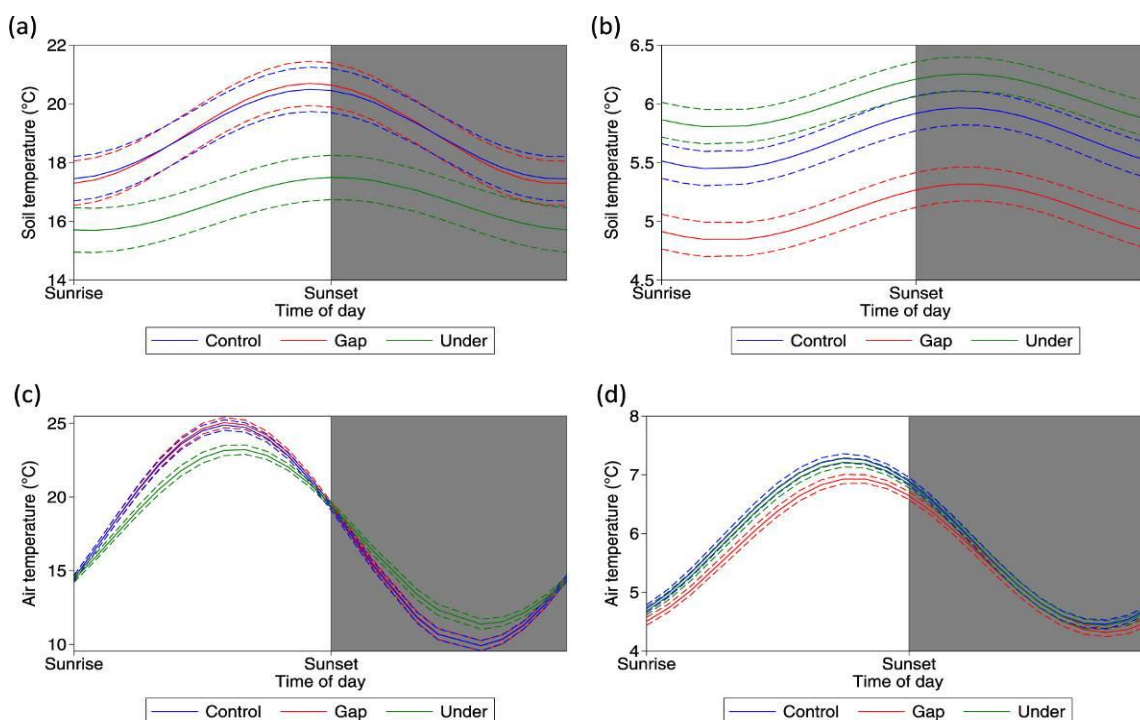 (a)
Soil temperature (°C)
22
20
18
16
14
Sunrise
Sunset
Time of day
Control Gap Under
(b)
Soil temperature (°C)
6.5
6
5.5
5
4.5
Sunrise
Sunset
Time of day
Control Gap Under
(c)
Air temperature (°C)
25
20
15
10
Sunrise
Sunset
Time of day
Control Gap Under
(d)
Air temperature (°C)
8
7
6
5
4
Sunrise
Sunset
Time of day
Control Gap Under